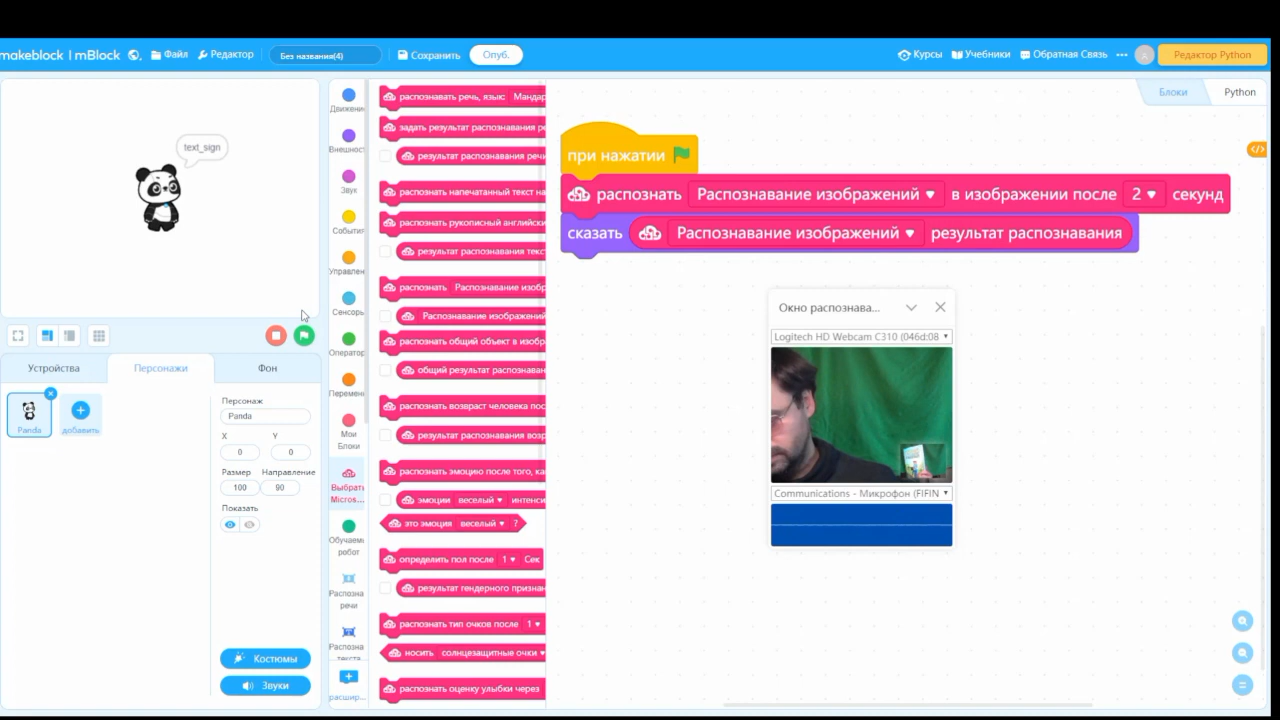 makeblock | mBlock Файл Редактор Без названия(4) Сохранить Опуб. Курсы Учебники Обратная Связь ••• Редактор Python
Блоки Python
text_sign
Устройства Персонажи Фон
Panda
добавить
Персонаж
Panda
X Y
0 0
Размер Направление
100 90
Показать
Костюмы
Звуки
Движение
Внешнос
Звук
События
Управлен
Сенсоры
Оператор
Перемен
Мои
Блоки
Выбрать
Micros...
Обучаем
робот
Распозна
речи
Распозна
текста
расшир...
распознавать речь, язык: Мандар
задать результат распознавания ре
результат распознавания речи
распознать напечатанный текст на
распознать рукописный английски
результат распознавания текс
распознать Распознавание изобр
Распознавание изображений
распознать общий объект в изобр
общий результат распознаван
распознать возраст человека пос
результат распознавания возр
распознать эмоцию после того, ка
эмоции веселый интенси
это эмоция веселый ?
определить пол после 1 Сек
результат гендерного признан
распознать тип очков после 1
носить солнцезащитные очки
распознать оценку улыбки через
при нажатии
распознать Распознавание изображений в изображении после 2 секунд
сказать Распознавание изображений результат распознавания
Окно распознава...
Logitech HD Webcam C310 (046d:08
Communications - Микрофон (FIFIN